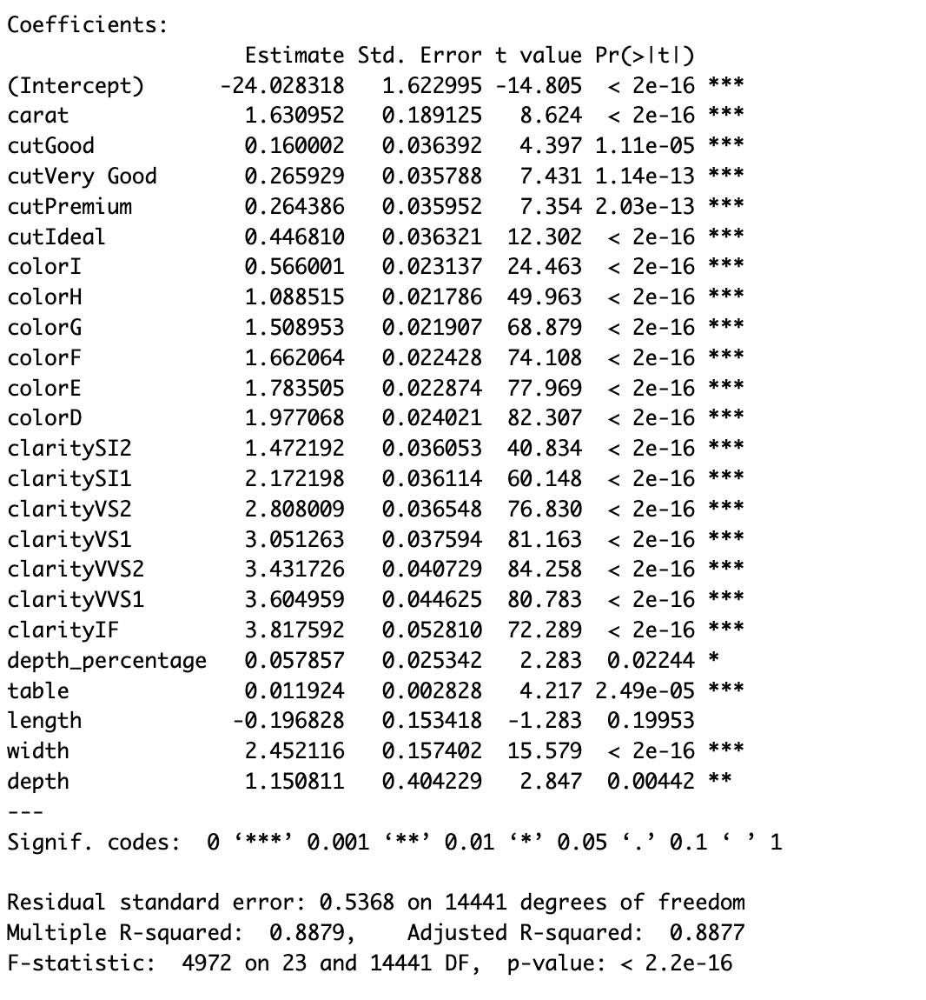 Coefficients:
                   Estimate Std. Error t value Pr(>|t|)
(Intercept)      -24.028318   1.622995 -14.805  < 2e-16 ***
carat              1.630952   0.189125   8.624  < 2e-16 ***
cutGood            0.160002   0.036392   4.397 1.11e-05 ***
cutVery Good       0.265929   0.035788   7.431 1.14e-13 ***
cutPremium         0.264386   0.035952   7.354 2.03e-13 ***
cutIdeal           0.446810   0.036321  12.302  < 2e-16 ***
colorI             0.566001   0.023137  24.463  < 2e-16 ***
colorH             1.088515   0.021786  49.963  < 2e-16 ***
colorG             1.508953   0.021907  68.879  < 2e-16 ***
colorF             1.662064   0.022428  74.108  < 2e-16 ***
colorE             1.783505   0.022874  77.969  < 2e-16 ***
colorD             1.977068   0.024021  82.307  < 2e-16 ***
claritySI2         1.472192   0.036053  40.834  < 2e-16 ***
claritySI1         2.172198   0.036114  60.148  < 2e-16 ***
clarityVS2         2.808009   0.036548  76.830  < 2e-16 ***
clarityVS1         3.051263   0.037594  81.163  < 2e-16 ***
clarityVVS2        3.431726   0.040729  84.258  < 2e-16 ***
clarityVVS1        3.604959   0.044625  80.783  < 2e-16 ***
clarityIF          3.817592   0.052810  72.289  < 2e-16 ***
depth_percentage   0.057857   0.025342   2.283  0.02244 *
table              0.011924   0.002828   4.217 2.49e-05 ***
length            -0.196828   0.153418  -1.283  0.19953
width              2.452116   0.157402  15.579  < 2e-16 ***
depth              1.150811   0.404229   2.847  0.00442 **
---
Signif. codes:  0 ‘***’ 0.001 ‘**’ 0.01 ‘*’ 0.05 ‘.’ 0.1 ‘ ’ 1

Residual standard error: 0.5368 on 14441 degrees of freedom
Multiple R-squared:  0.8879,    Adjusted R-squared:  0.8877
F-statistic:  4972 on 23 and 14441 DF,  p-value: < 2.2e-16